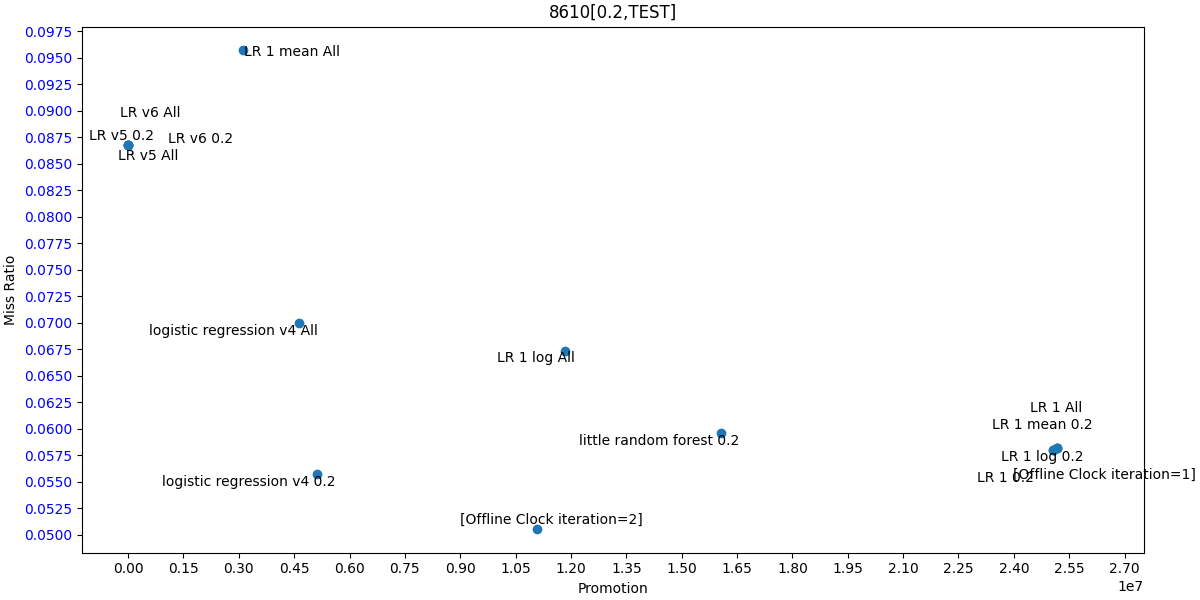 8610[0.2,TEST]
Miss Ratio
0.0975
0.0950
0.0925
0.0900
0.0875
0.0850
0.0825
0.0800
0.0775
0.0750
0.0725
0.0700
0.0675
0.0650
0.0625
0.0600
0.0575
0.0550
0.0525
0.0500
LR 1 mean All
LR v6 All
LR v5 0.2
LR v6 0.2
LR v5 All
logistic regression v4 All
LR 1 log All
LR 1 All
LR 1 mean 0.2
little random forest 0.2
LR 1 log 0.2
[Offline Clock iteration=1]
LR 1 0.2
logistic regression v4 0.2
[Offline Clock iteration=2]
0.00 0.15 0.30 0.45 0.60 0.75 0.90 1.05 1.20 1.35 1.50 1.65 1.80 1.95 2.10 2.25 2.40 2.55 2.70
1e7
Promotion